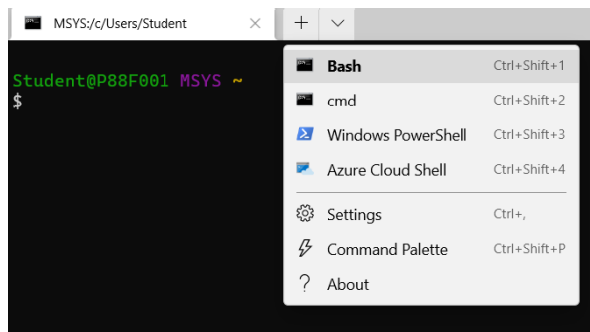 MSYS:/c/Users/Student
Student@P88F001 MSYS ~
$
Bash Ctrl+Shift+1
cmd Ctrl+Shift+2
Windows PowerShell Ctrl+Shift+3
Azure Cloud Shell Ctrl+Shift+4
Settings Ctrl+,
Command Palette Ctrl+Shift+P
About